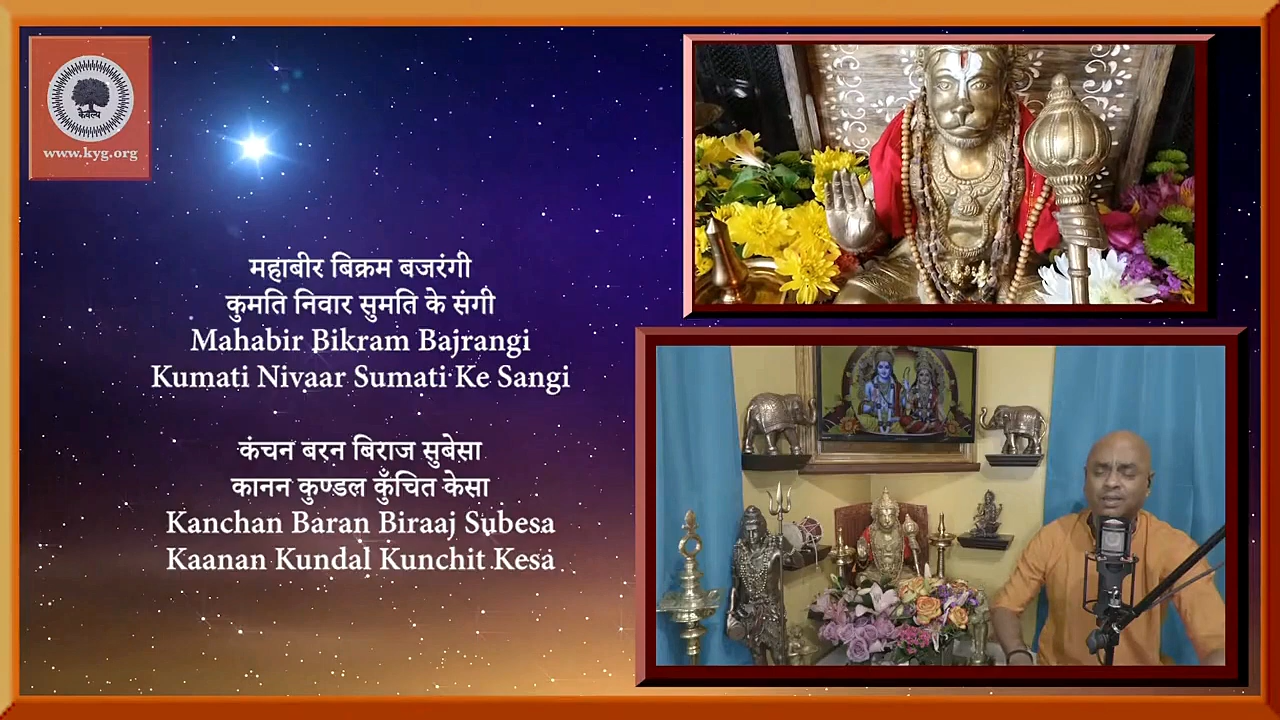 कैवल्य
www.kyg.org
महाबीर बिक्रम बजरंगी
कुमति निवार सुमति के संगी
Mahabir Bikram Bajrangi
Kumati Nivaar Sumati Ke Sangi
कंचन बरन बिराज सुबेसा
कानन कुण्डल कुँचित केसा
Kanchan Baran Biraaj Subesa
Kaanan Kundal Kunchit Kesa